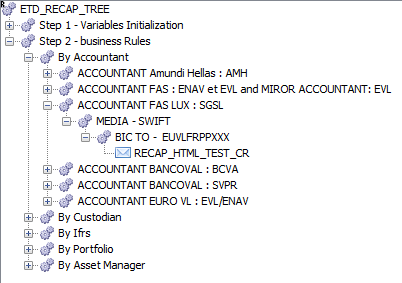 ETD_RECAP_TREE
Step 1 - Variables Initialization
Step 2 - business Rules
By Accountant
ACCOUNTANT Amundi Hellas : AMH
ACCOUNTANT FAS : ENAV et EVL and MIROR ACCOUNTANT: EVL
ACCOUNTANT FAS LUX : SGSL
MEDIA - SWIFT
BIC TO - EUVLFRPPXXX
RECAP_HTML_TEST_CR
ACCOUNTANT BANCOVAL : BCVA
ACCOUNTANT BANCOVAL : SVPR
ACCOUNTANT EURO VL : EVL/ENAV
By Custodian
By Ifrs
By Portfolio
By Asset Manager